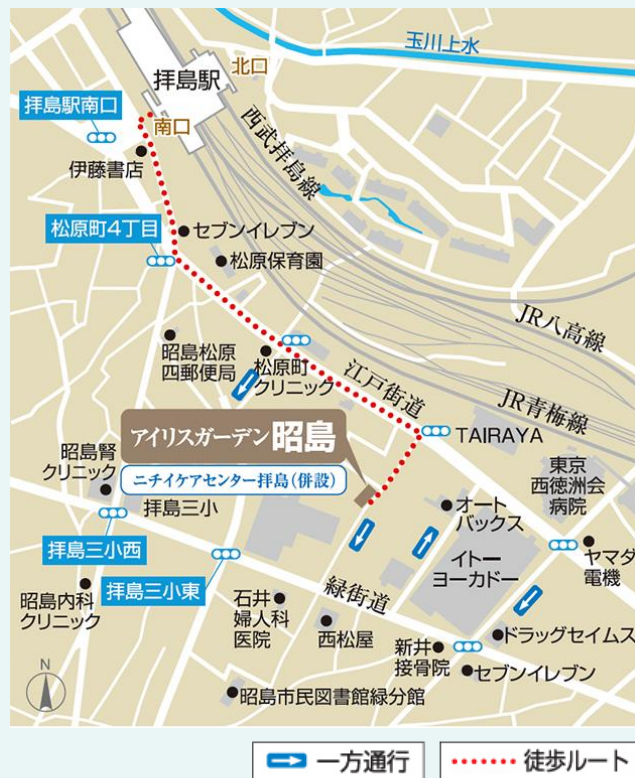 玉川上水
拝島駅
北口
拝島駅南口
南口
伊藤書店
西武拝島線
松原町4丁目
セブンイレブン
松原保育園
JR八高線
昭島松原
四郵便局
松原町
クリニック
江戸街道
JR青梅線
アイリスガーデン昭島
TAIRAYA
ニチイケアセンター拝島(併設)
昭島腎
クリニック
拝島三小
東京
西徳洲会
病院
オート
バックス
拝島三小西
イトー
ヨーカドー
ヤマダ
電機
拝島三小東
緑街道
昭島内科
クリニック
石井
婦人科
医院
西松屋
新井
接骨院
ドラッグセイムス
セブンイレブン
N
昭島市民図書館緑分館
一方通行
徒歩ルート